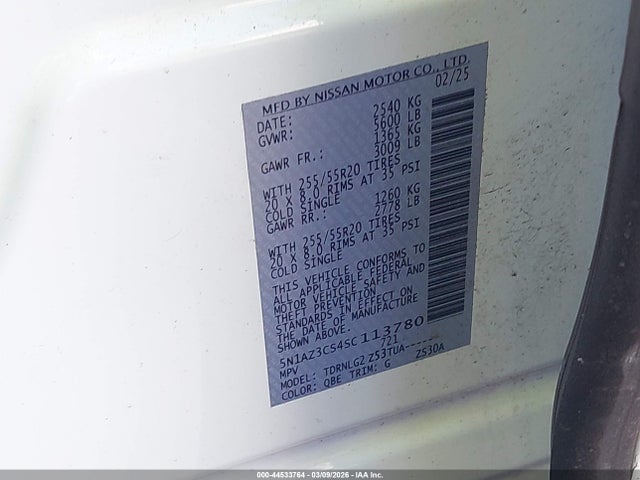 MFD BY NISSAN MOTOR CO., LTD.
DATE: 02/25
GVWR: 2540 KG
5600 LB
GAWR FR.: 1365 KG
3009 LB
WITH 255/55R20 TIRES
20 X 8.0 RIMS AT 35 PSI
COLD SINGLE
GAWR RR.: 1260 KG
2778 LB
WITH 255/55R20 TIRES
20 X 8.0 RIMS AT 35 PSI
COLD SINGLE
THIS VEHICLE CONFORMS TO
ALL APPLICABLE FEDERAL
MOTOR VEHICLE SAFETY AND
THEFT PREVENTION
STANDARDS IN EFFECT ON
THE DATE OF MANUFACTURE
SHOWN ABOVE.
5N1AZ3CS4SC113780
MPV 721
MODEL: TDRNLG2 Z53TUA------
COLOR: QBE TRIM: G Z530A
000-44533764 - 03/09/2026 - IAA Inc.